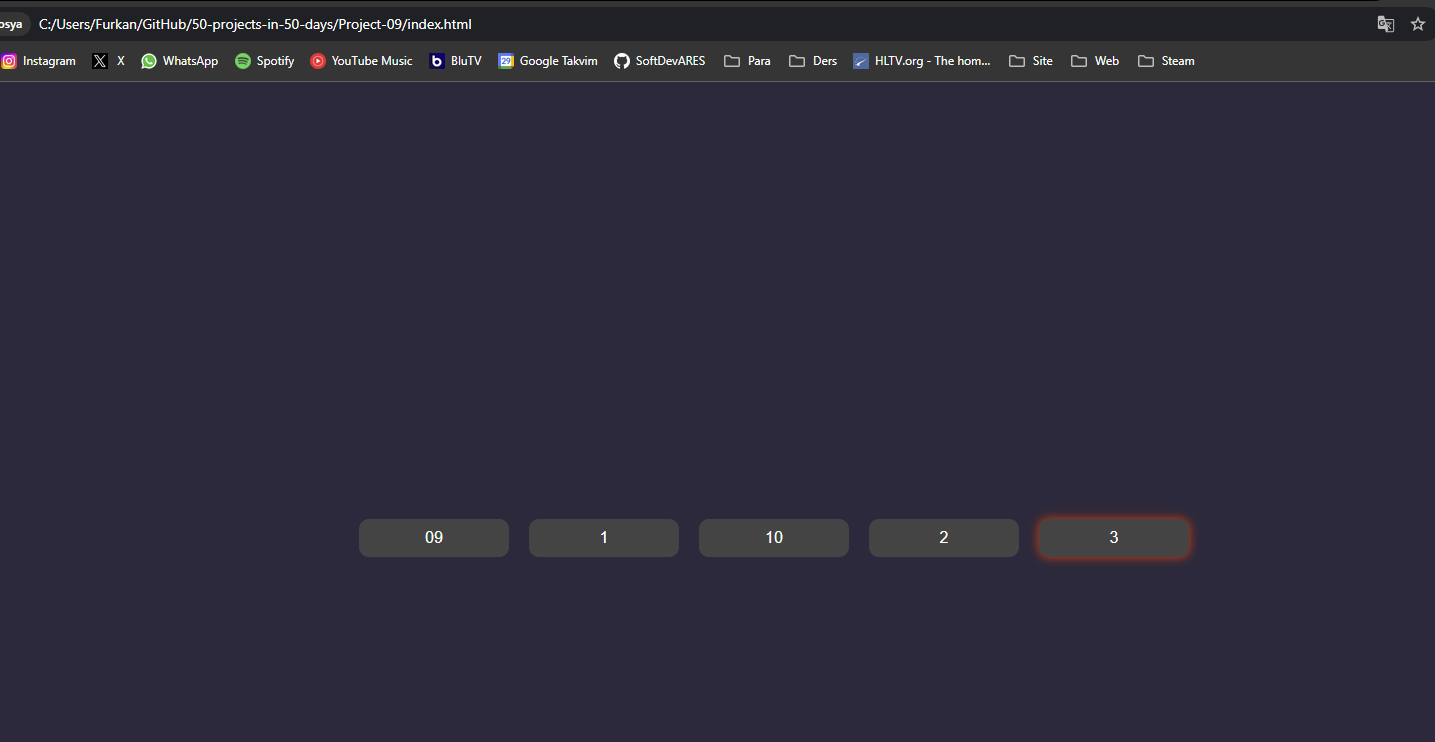 osya C:/Users/Furkan/GitHub/50-projects-in-50-days/Project-09/index.html
Instagram X WhatsApp Spotify YouTube Music b BluTV 29 Google Takvim SoftDevARES Para Ders HLTV.org - The hom... Site Web Steam
09 1 10 2 3